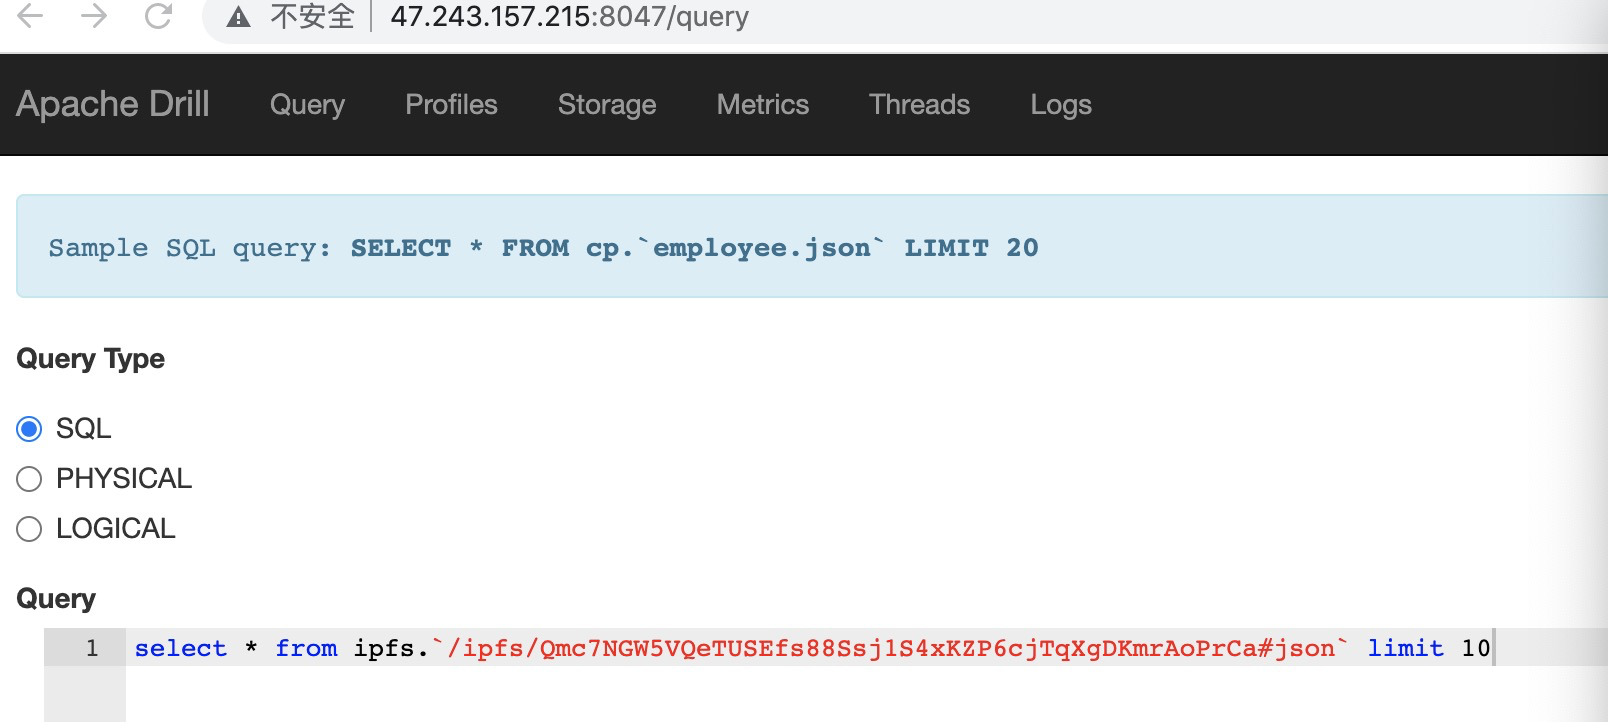 不安全 47.243.157.215:8047/query
Apache Drill Query Profiles Storage Metrics Threads Logs
Sample SQL query: SELECT * FROM cp.`employee.json` LIMIT 20
Query Type
SQL
PHYSICAL
LOGICAL
Query
1 select * from ipfs.`/ipfs/Qmc7NGW5VQeTUSEfs88Ssj1S4xKZP6cjTqXgDKmrAoPrCa#json` limit 10